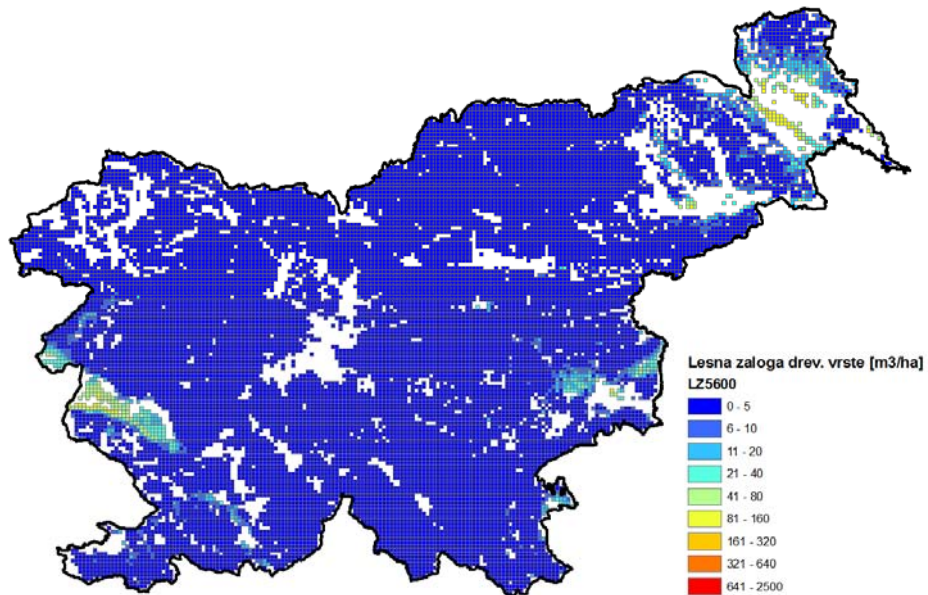 Lesna zaloga drev. vrste [m3/ha]
LZ5600
0 - 5
6 - 10
11 - 20
21 - 40
41 - 80
81 - 160
161 - 320
321 - 640
641 - 2500